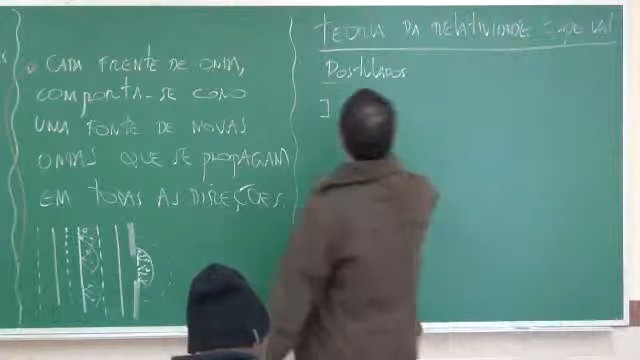 CADA FRENTE DE ONDA,
COMPORTA-SE COMO
UMA FONTE DE NOVAS
ONDAS QUE SE PROPAGAM
EM TODAS AS DIREÇÕES.
TEORIA DA RELATIVIDADE
POSTULADOS